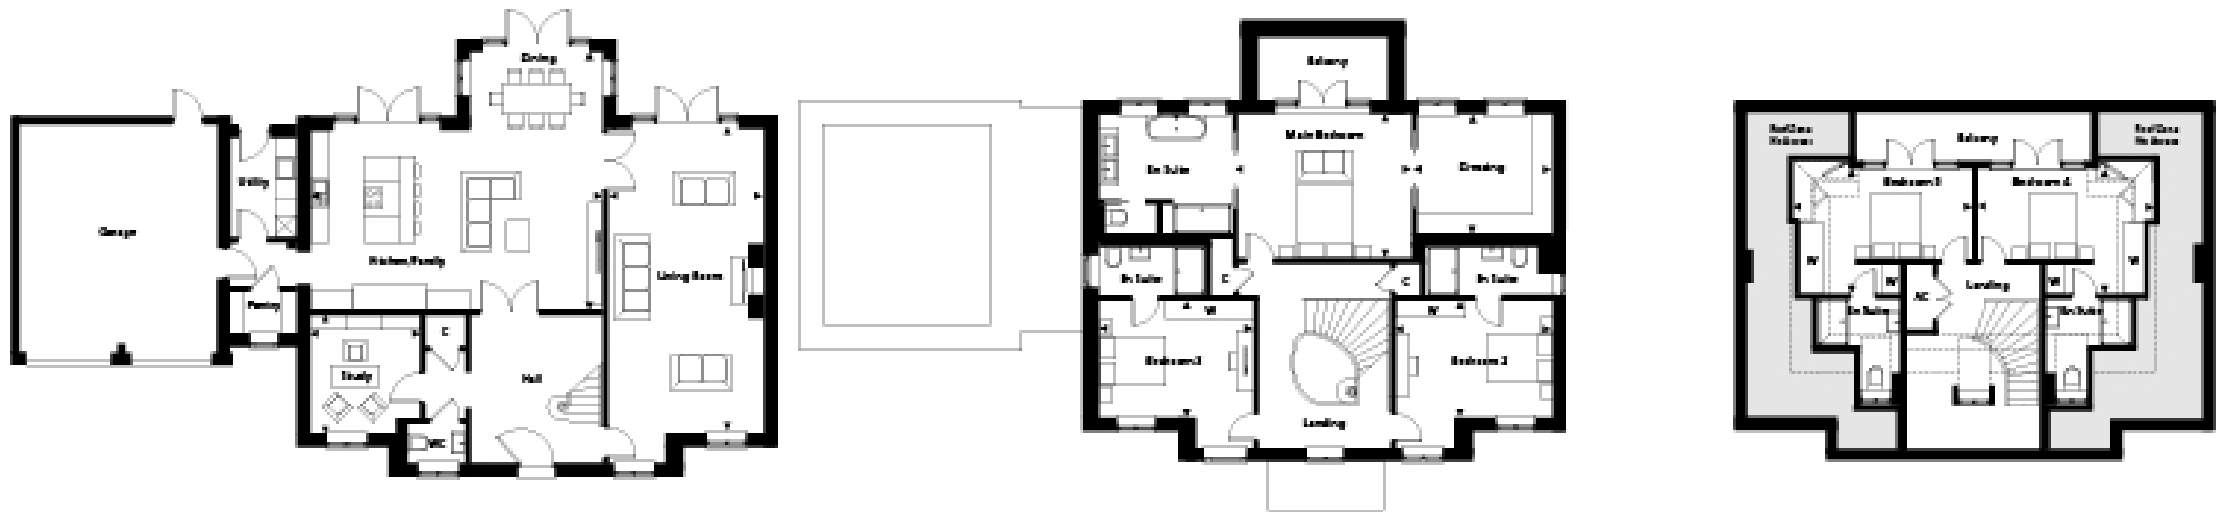 Dining
Utility
Garage
Kitchen/Family
Living Room
Pantry
C
Study
Hall
WC
Balcony
Main Bedroom
En Suite
Dressing
En Suite
C
C
En Suite
W
W
Bedroom 3
Bedroom 2
Landing
Balcony
Bedroom 5
Bedroom 4
W
W
W
W
AC
Landing
En Suite
En Suite